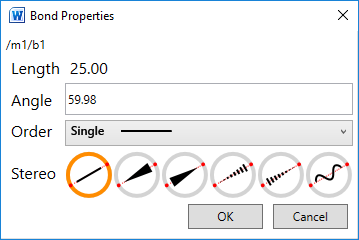 Bond Properties
/m1/b1
Length 25.00
Angle 59.98
Order Single
Stereo
OK Cancel